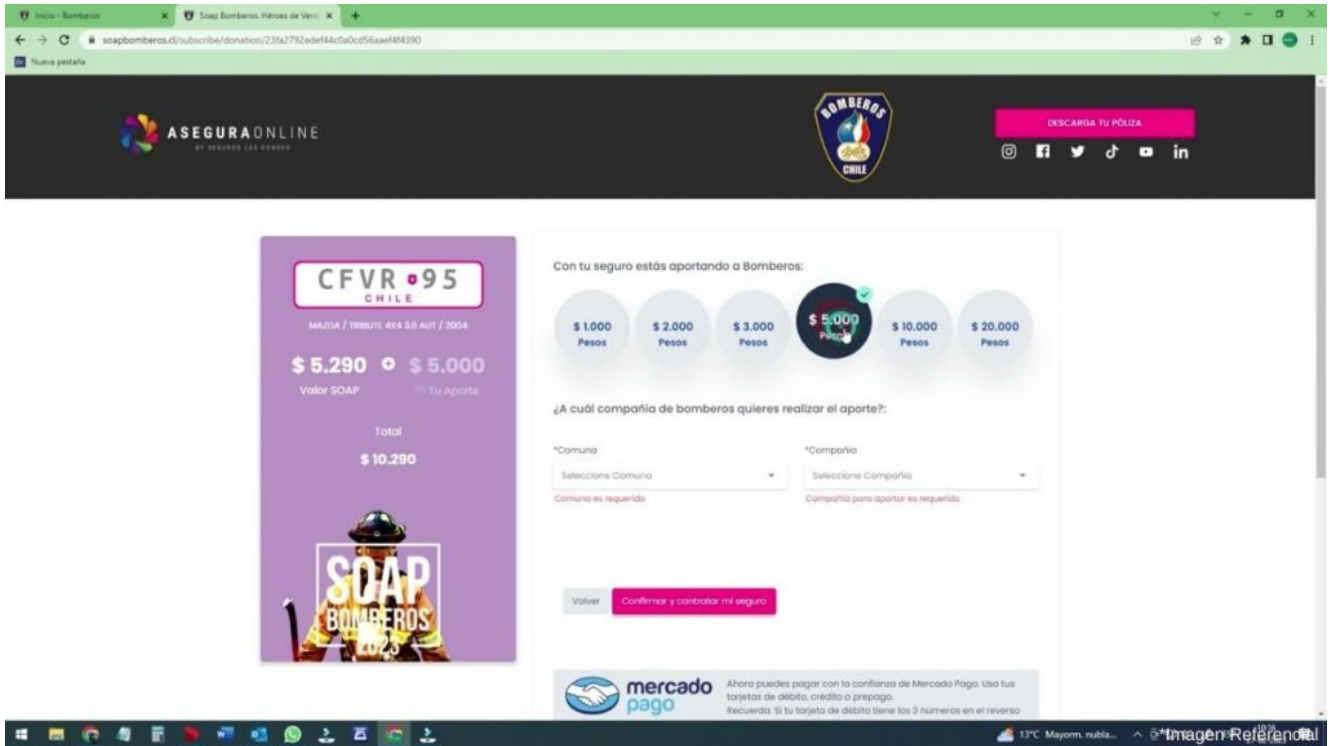 Inicio - Bomberos
Soap Bomberos. Héroes de Verd
soapbomberos.cl/subscribe/donation/23fa2792edef44c0a0cd56aaef4f4390
Nueva pestaña
ASEGURAONLINE
BY SEGUROS LAS CONDES
BOMBEROS
CHILE
DESCARGA TU PÓLIZA
CFVR 95
CHILE
MAZDA / TRIBUTE 4X4 3.0 AUT / 2004
$ 5.290 + $ 5.000
Valor SOAP Tu Aporte
Total
$ 10.290
SOAP
BOMBEROS
2023
Con tu seguro estás aportando a Bomberos:
$ 1.000 $ 2.000 $ 3.000 $ 5.000 $ 10.000 $ 20.000
Pesos Pesos Pesos Pesos Pesos Pesos
¿A cuál compañía de bomberos quieres realizar el aporte?:
*Comuna *Compañía
Seleccione Comuna Seleccione Compañía
Comuna es requerido Compañía para aportar es requerido
Volver Confirmar y contratar mi seguro
mercado
pago
Ahora puedes pagar con la confianza de Mercado Pago. Usa tus
tarjetas de débito, crédito o prepago.
Recuerda. Si tu tarjeta de débito tiene los 3 números en el reverso
13°C Mayorm. nubla...
*Imagen Referencial